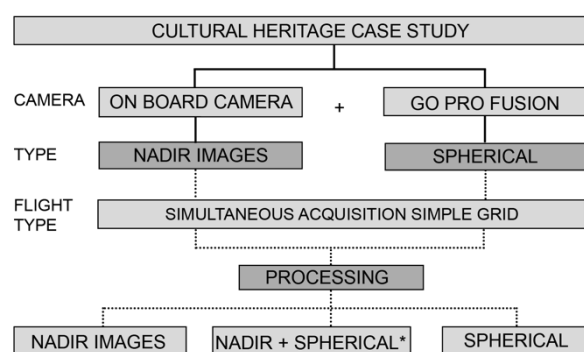 CULTURAL HERITAGE CASE STUDY
CAMERA ON BOARD CAMERA + GO PRO FUSION
TYPE NADIR IMAGES SPHERICAL
FLIGHT
TYPE
SIMULTANEOUS ACQUISITION SIMPLE GRID
PROCESSING
NADIR IMAGES NADIR + SPHERICAL* SPHERICAL